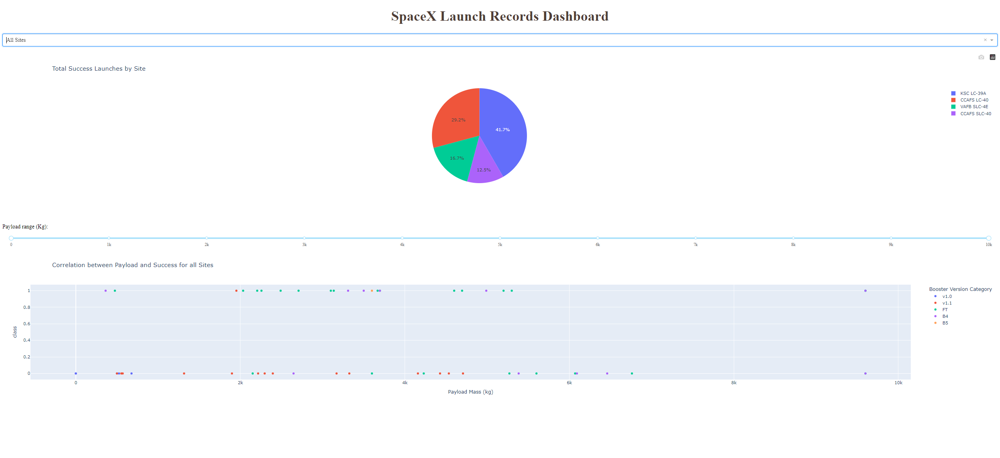 SpaceX Launch Records Dashboard
All Sites
Total Success Launches by Site
KSC LC-39A
CCAFS LC-40
VAFB SLC-4E
CCAFS SLC-40
29.2%
41.7%
16.7%
12.5%
Payload range (Kg):
0 1k 2k 3k 4k 5k 6k 7k 8k 9k 10k
Correlation between Payload and Success for all Sites
Booster Version Category
v1.0
v1.1
FT
B4
B5
1
0.8
0.6
0.4
0.2
0
class
0 2k 4k 6k 8k 10k
Payload Mass (kg)